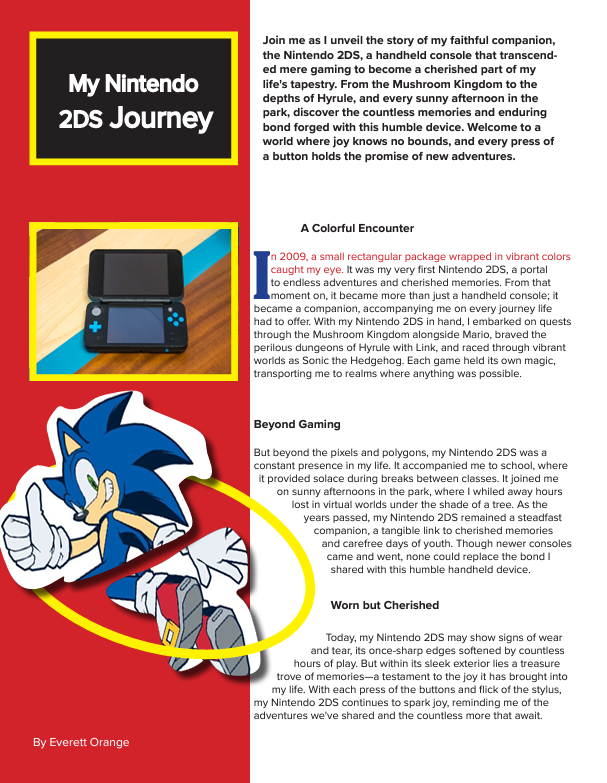 My Nintendo
2DS Journey
Join me as I unveil the story of my faithful companion,
the Nintendo 2DS, a handheld console that transcend-
ed mere gaming to become a cherished part of my
life's tapestry. From the Mushroom Kingdom to the
depths of Hyrule, and every sunny afternoon in the
park, discover the countless memories and enduring
bond forged with this humble device. Welcome to a
world where joy knows no bounds, and every press of
a button holds the promise of new adventures.
A Colorful Encounter
In 2009, a small rectangular package wrapped in vibrant colors
caught my eye. It was my very first Nintendo 2DS, a portal
to endless adventures and cherished memories. From that
moment on, it became more than just a handheld console; it
became a companion, accompanying me on every journey life
had to offer. With my Nintendo 2DS in hand, I embarked on quests
through the Mushroom Kingdom alongside Mario, braved the
perilous dungeons of Hyrule with Link, and raced through vibrant
worlds as Sonic the Hedgehog. Each game held its own magic,
transporting me to realms where anything was possible.
Beyond Gaming
But beyond the pixels and polygons, my Nintendo 2DS was a
constant presence in my life. It accompanied me to school, where
it provided solace during breaks between classes. It joined me
on sunny afternoons in the park, where I whiled away hours
lost in virtual worlds under the shade of a tree. As the
years passed, my Nintendo 2DS remained a steadfast
companion, a tangible link to cherished memories
and carefree days of youth. Though newer consoles
came and went, none could replace the bond I
shared with this humble handheld device.
Worn but Cherished
Today, my Nintendo 2DS may show signs of wear
and tear, its once-sharp edges softened by countless
hours of play. But within its sleek exterior lies a treasure
trove of memories—a testament to the joy it has brought into
my life. With each press of the buttons and flick of the stylus,
my Nintendo 2DS continues to spark joy, reminding me of the
adventures we've shared and the countless more that await.
By Everett Orange